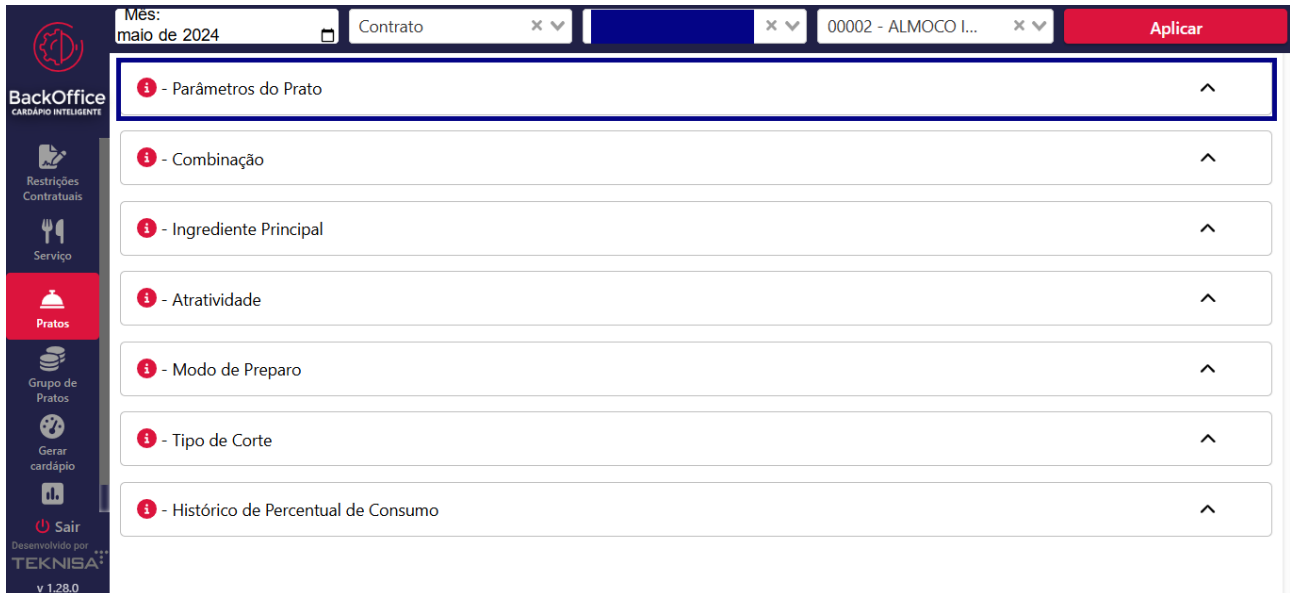 Mês:
maio de 2024
Contrato
00002 - ALMOCO I...
Aplicar
BackOffice
CARDÁPIO INTELIGENTE
Restrições
Contratuais
Serviço
Pratos
Grupo de
Pratos
Gerar
cardápio
Sair
Desenvolvido por
TEKNISA
v 1.28.0
i - Parâmetros do Prato
i - Combinação
i - Ingrediente Principal
i - Atratividade
i - Modo de Preparo
i - Tipo de Corte
i - Histórico de Percentual de Consumo